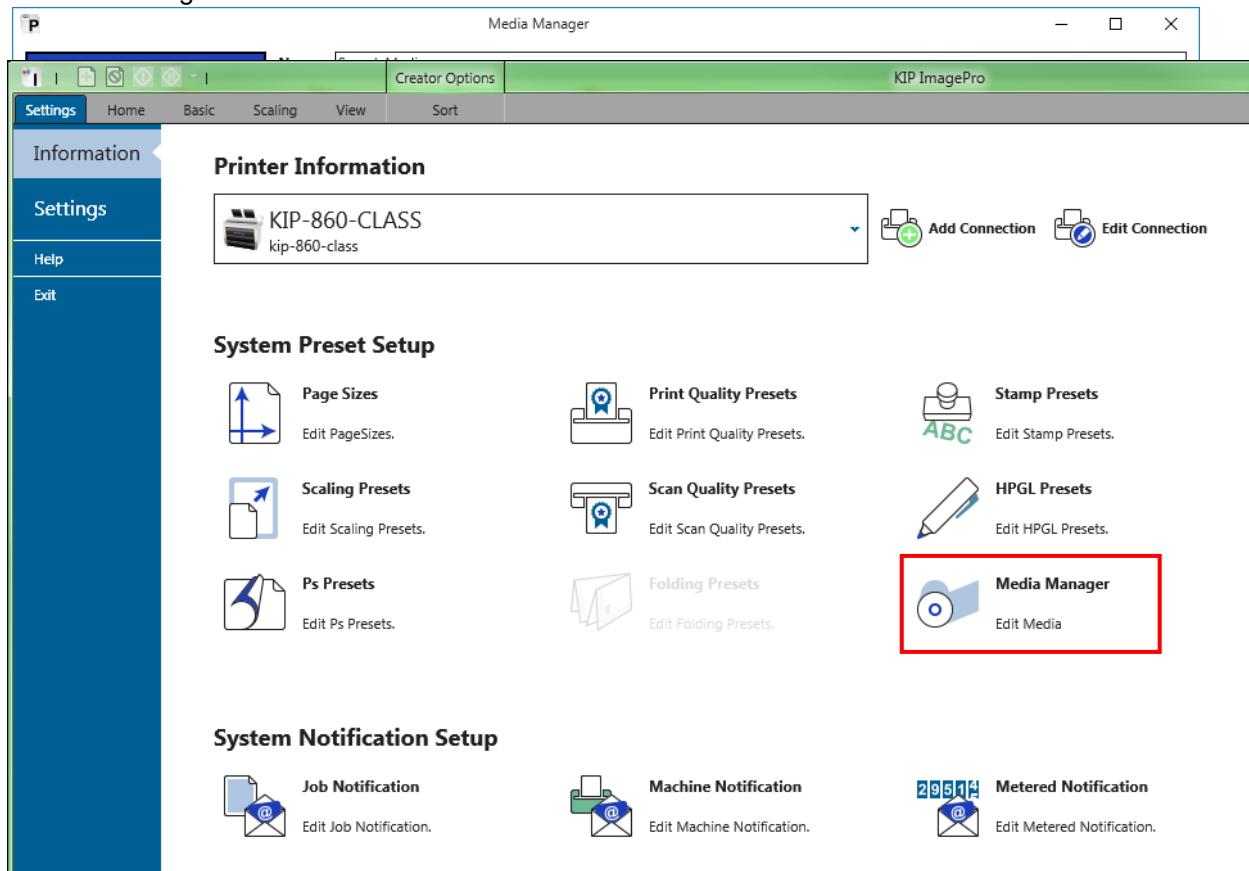 Media Manager
Creator Options
KIP ImagePro
Settings Home Basic Scaling View Sort
Information
Settings
Help
Exit
Printer Information
KIP-860-CLASS
kip-860-class
Add Connection
Edit Connection
System Preset Setup
Page Sizes
Edit PageSizes.
Print Quality Presets
Edit Print Quality Presets.
Stamp Presets
ABC
Edit Stamp Presets.
Scaling Presets
Edit Scaling Presets.
Scan Quality Presets
Edit Scan Quality Presets.
HPGL Presets
Edit HPGL Presets.
Ps Presets
Edit Ps Presets.
Folding Presets
Edit Folding Presets.
Media Manager
Edit Media
System Notification Setup
Job Notification
Edit Job Notification.
Machine Notification
Edit Machine Notification.
Metered Notification
Edit Metered Notification.